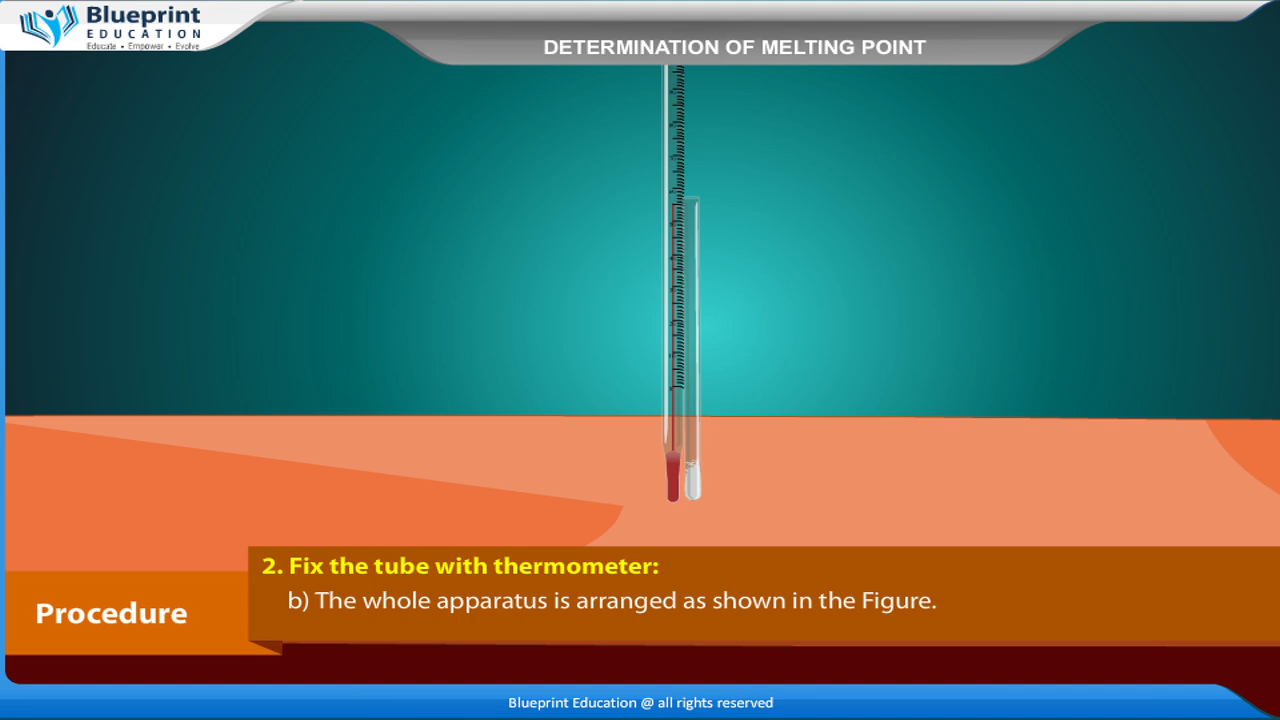 Blueprint
EDUCATION
Educate • Empower • Evolve
DETERMINATION OF MELTING POINT
2. Fix the tube with thermometer:
b) The whole apparatus is arranged as shown in the Figure.
Procedure
Blueprint Education @ all rights reserved